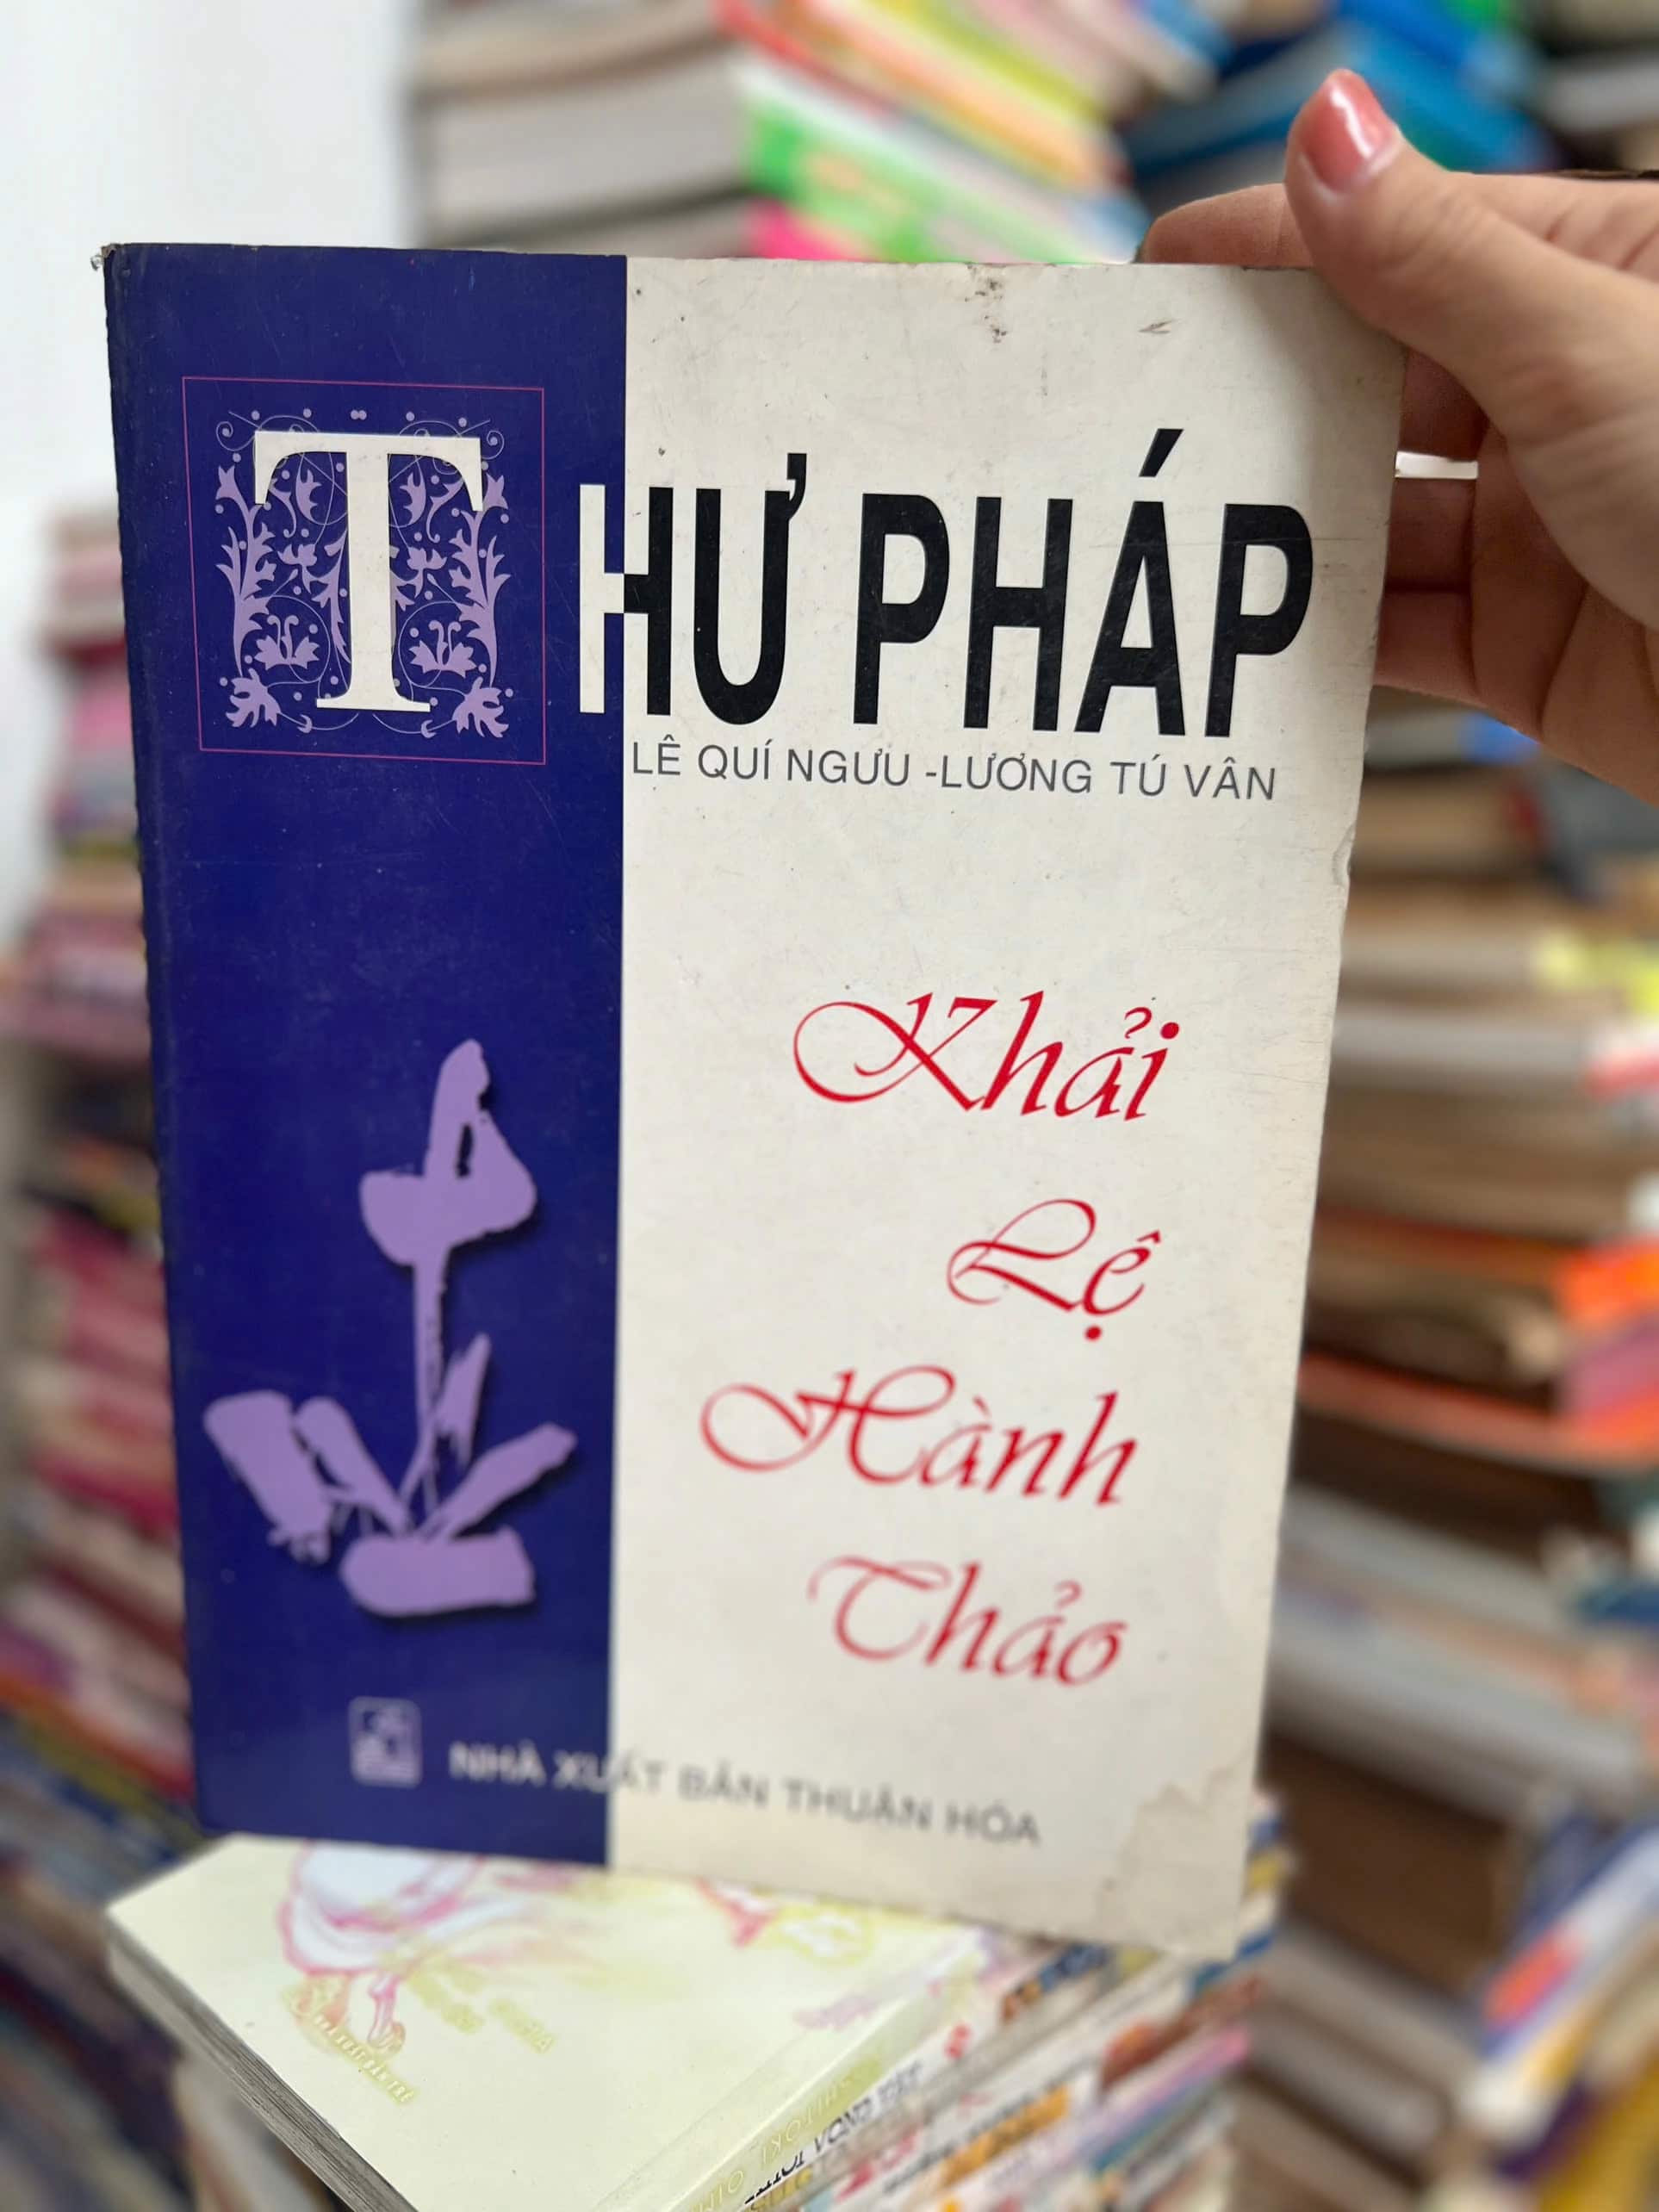 THƯ PHÁP
LÊ QUÍ NGƯU -LƯƠNG TÚ VÂN
Khải
Lệ
Hành
Thảo
NHÀ XUẤT BẢN THUẬN HÓA